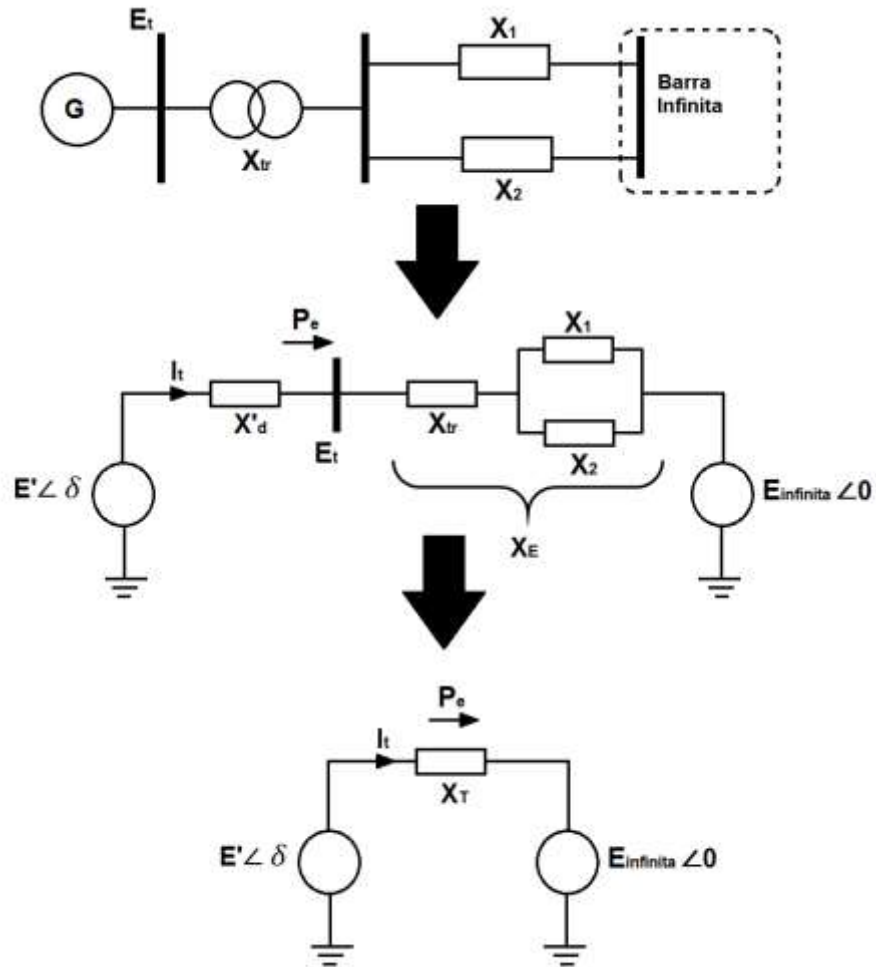 Et
X1
G
Barra
Infinita
Xtr
X2
Pe
X1
It
X'd
Et
Xtr
X2
E'∠ δ
Einfinita ∠0
XE
Pe
It
XT
E'∠ δ
Einfinita ∠0